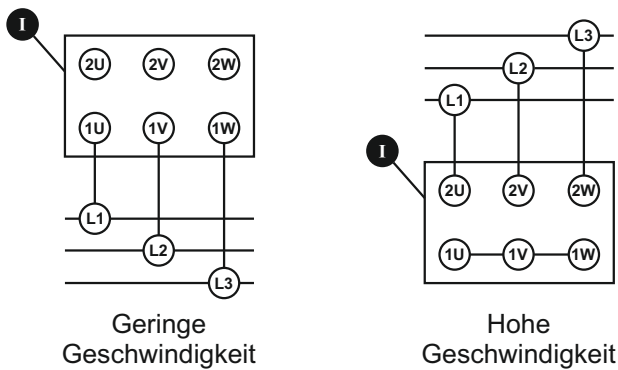 I
2U 2V 2W
1U 1V 1W
L1
L2
L3
Geringe
Geschwindigkeit
L3
L2
L1
I
2U 2V 2W
1U 1V 1W
Hohe
Geschwindigkeit